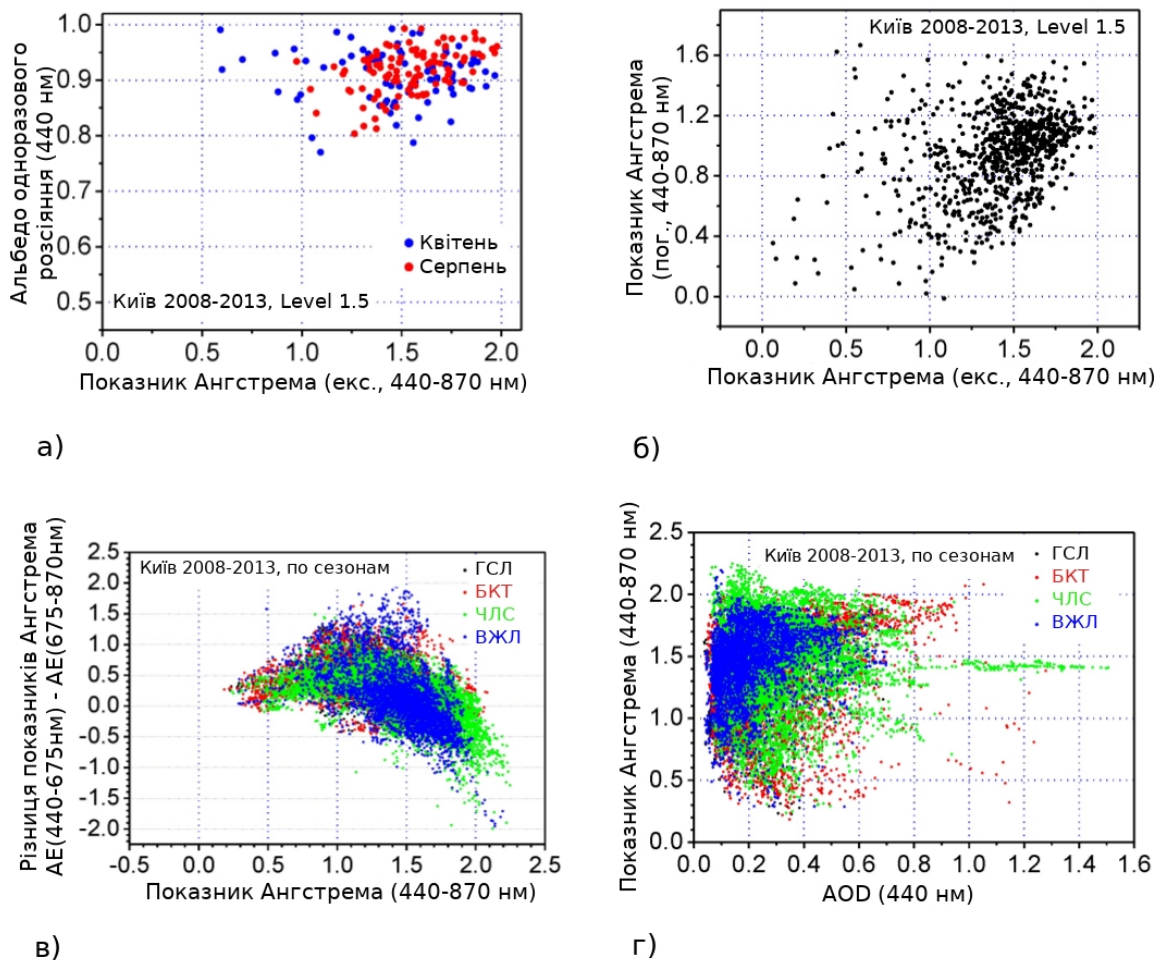 Альбедо одноразового
розсіяння (440 нм)
1.0
0.9
0.8
0.7
0.6
0.5
Квітень
Серпень
Київ 2008-2013, Level 1.5
0.0 0.5 1.0 1.5 2.0
Показник Ангстрема (екс., 440-870 нм)
а)
Показник Ангстрема
(пог., 440-870 нм)
Київ 2008-2013, Level 1.5
1.6
1.2
0.8
0.4
0.0
0.0 0.5 1.0 1.5 2.0
Показник Ангстрема (екс., 440-870 нм)
б)
Різниця показників Ангстрема
AE(440-675нм) - AE(675-870нм)
2.5
2.0
1.5
1.0
0.5
0.0
-0.5
-1.0
-1.5
-2.0
Київ 2008-2013, по сезонам
ГСЛ
БКТ
ЧЛС
ВЖЛ
-0.5 0.0 0.5 1.0 1.5 2.0 2.5
Показник Ангстрема (440-870 нм)
в)
Показник Ангстрема (440-870 нм)
2.5
2.0
1.5
1.0
0.5
0.0
Київ 2008-2013, по сезонам
ГСЛ
БКТ
ЧЛС
ВЖЛ
0.0 0.2 0.4 0.6 0.8 1.0 1.2 1.4 1.6
AOD (440 нм)
г)